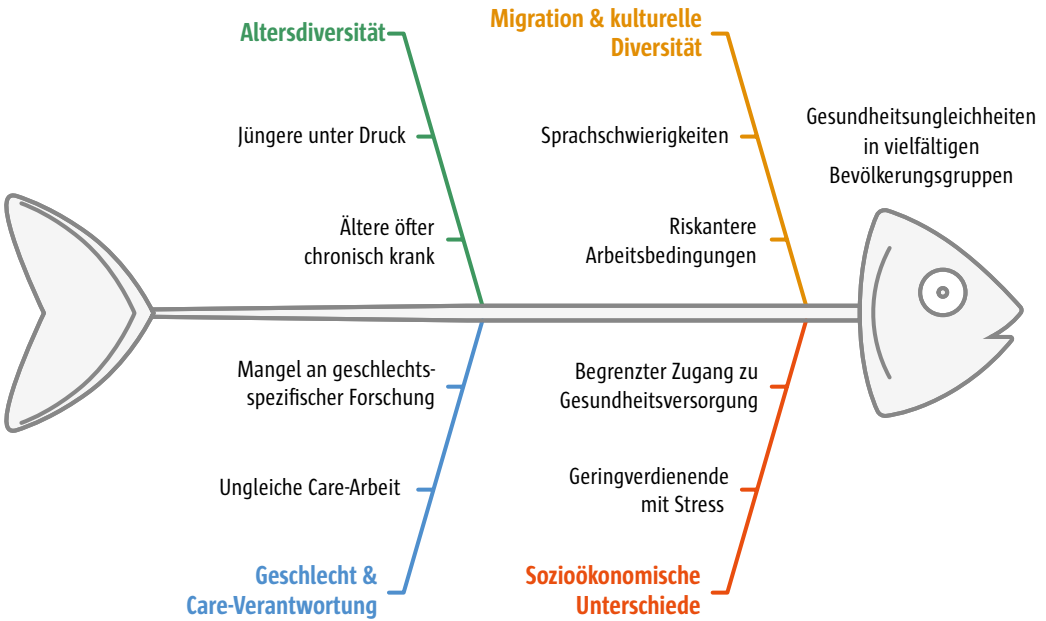 Altersdiversität
Jüngere unter Druck
Ältere öfter
chronisch krank
Migration & kulturelle
Diversität
Sprachschwierigkeiten
Riskantere
Arbeitsbedingungen
Gesundheitsungleichheiten
in vielfältigen
Bevölkerungsgruppen
Mangel an geschlechts-
spezifischer Forschung
Ungleiche Care-Arbeit
Geschlecht &
Care-Verantwortung
Begrenzter Zugang zu
Gesundheitsversorgung
Geringverdienende
mit Stress
Sozioökonomische
Unterschiede